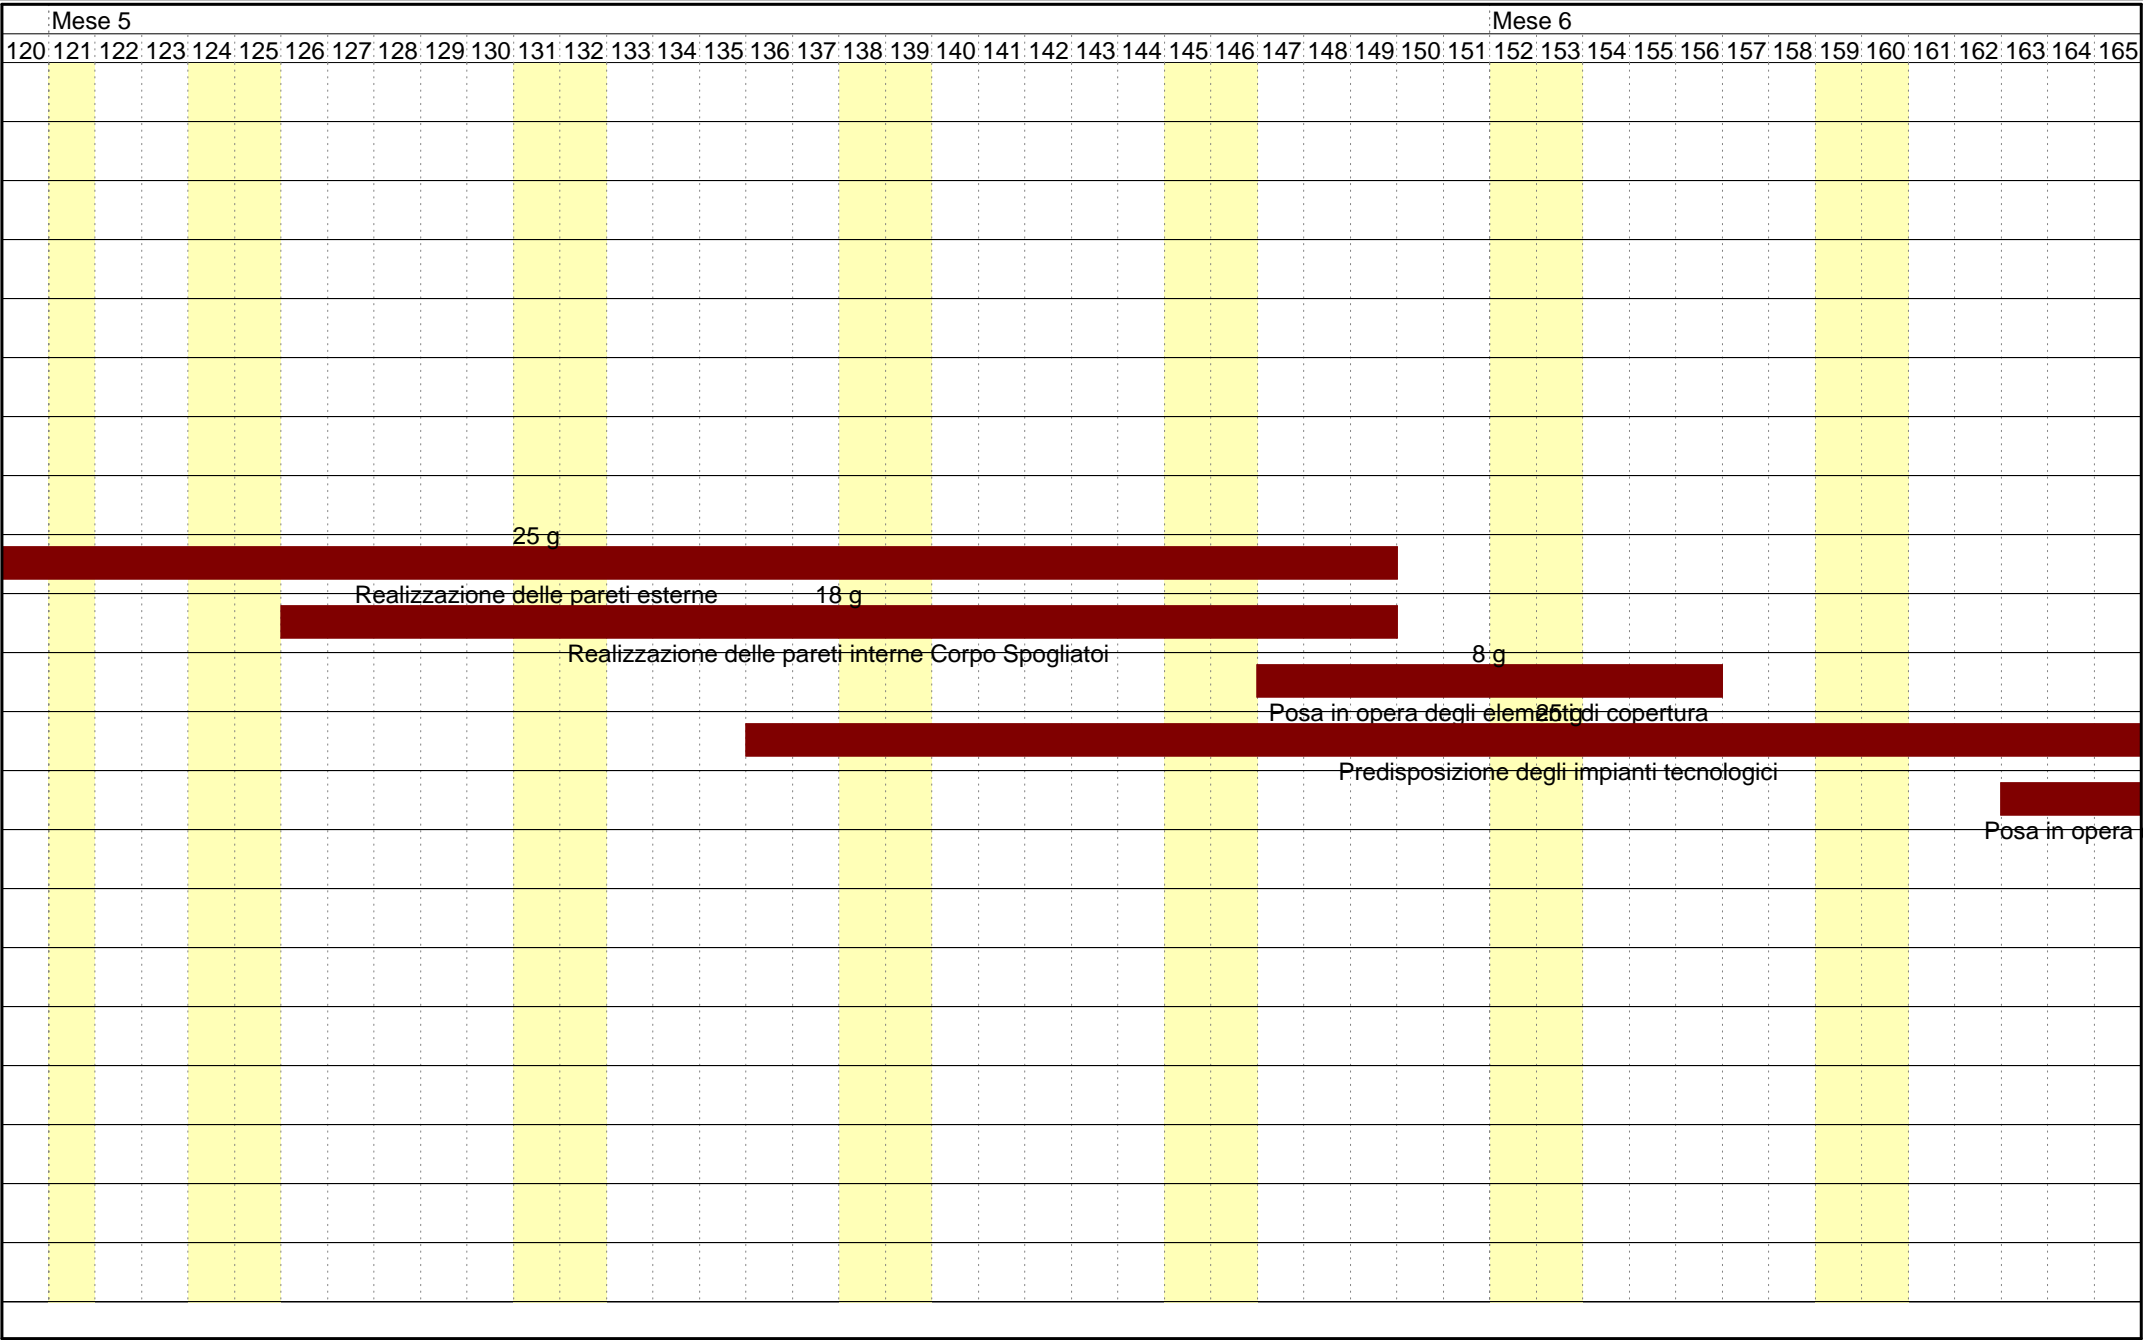 Mese 5 Mese 6
120 121 122 123 124 125 126 127 128 129 130 131 132 133 134 135 136 137 138 139 140 141 142 143 144 145 146 147 148 149 150 151 152 153 154 155 156 157 158 159 160 161 162 163 164 165
25 g
Realizzazione delle pareti esterne 18 g
Realizzazione delle pareti interne Corpo Spogliatoi 8 g
Posa in opera degli elementi di copertura 25 g
Predisposizione degli impianti tecnologici
Posa in opera